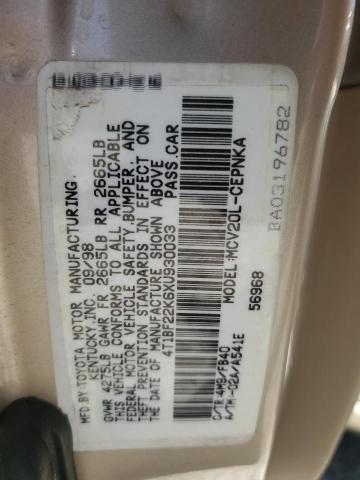 MFD BY:TOYOTA MOTOR MANUFACTURING,
KENTUCKY, INC. 09/98
GVWR 4275LB GAWR FR 2665LB RR 2665LB
THIS VEHICLE CONFORMS TO ALL APPLICABLE
FEDERAL MOTOR VEHICLE SAFETY,BUMPER, AND
THEFT PREVENTION STANDARDS IN EFFECT ON
THE DATE OF MANUFACTURE SHOWN ABOVE.
4T1BF22K6XU930033 PASS.CAR
C/TR:4M9/FB40 MODEL:MCV20L-CEPNKA
A/TM:-02A/A541E 56968
BA03196782